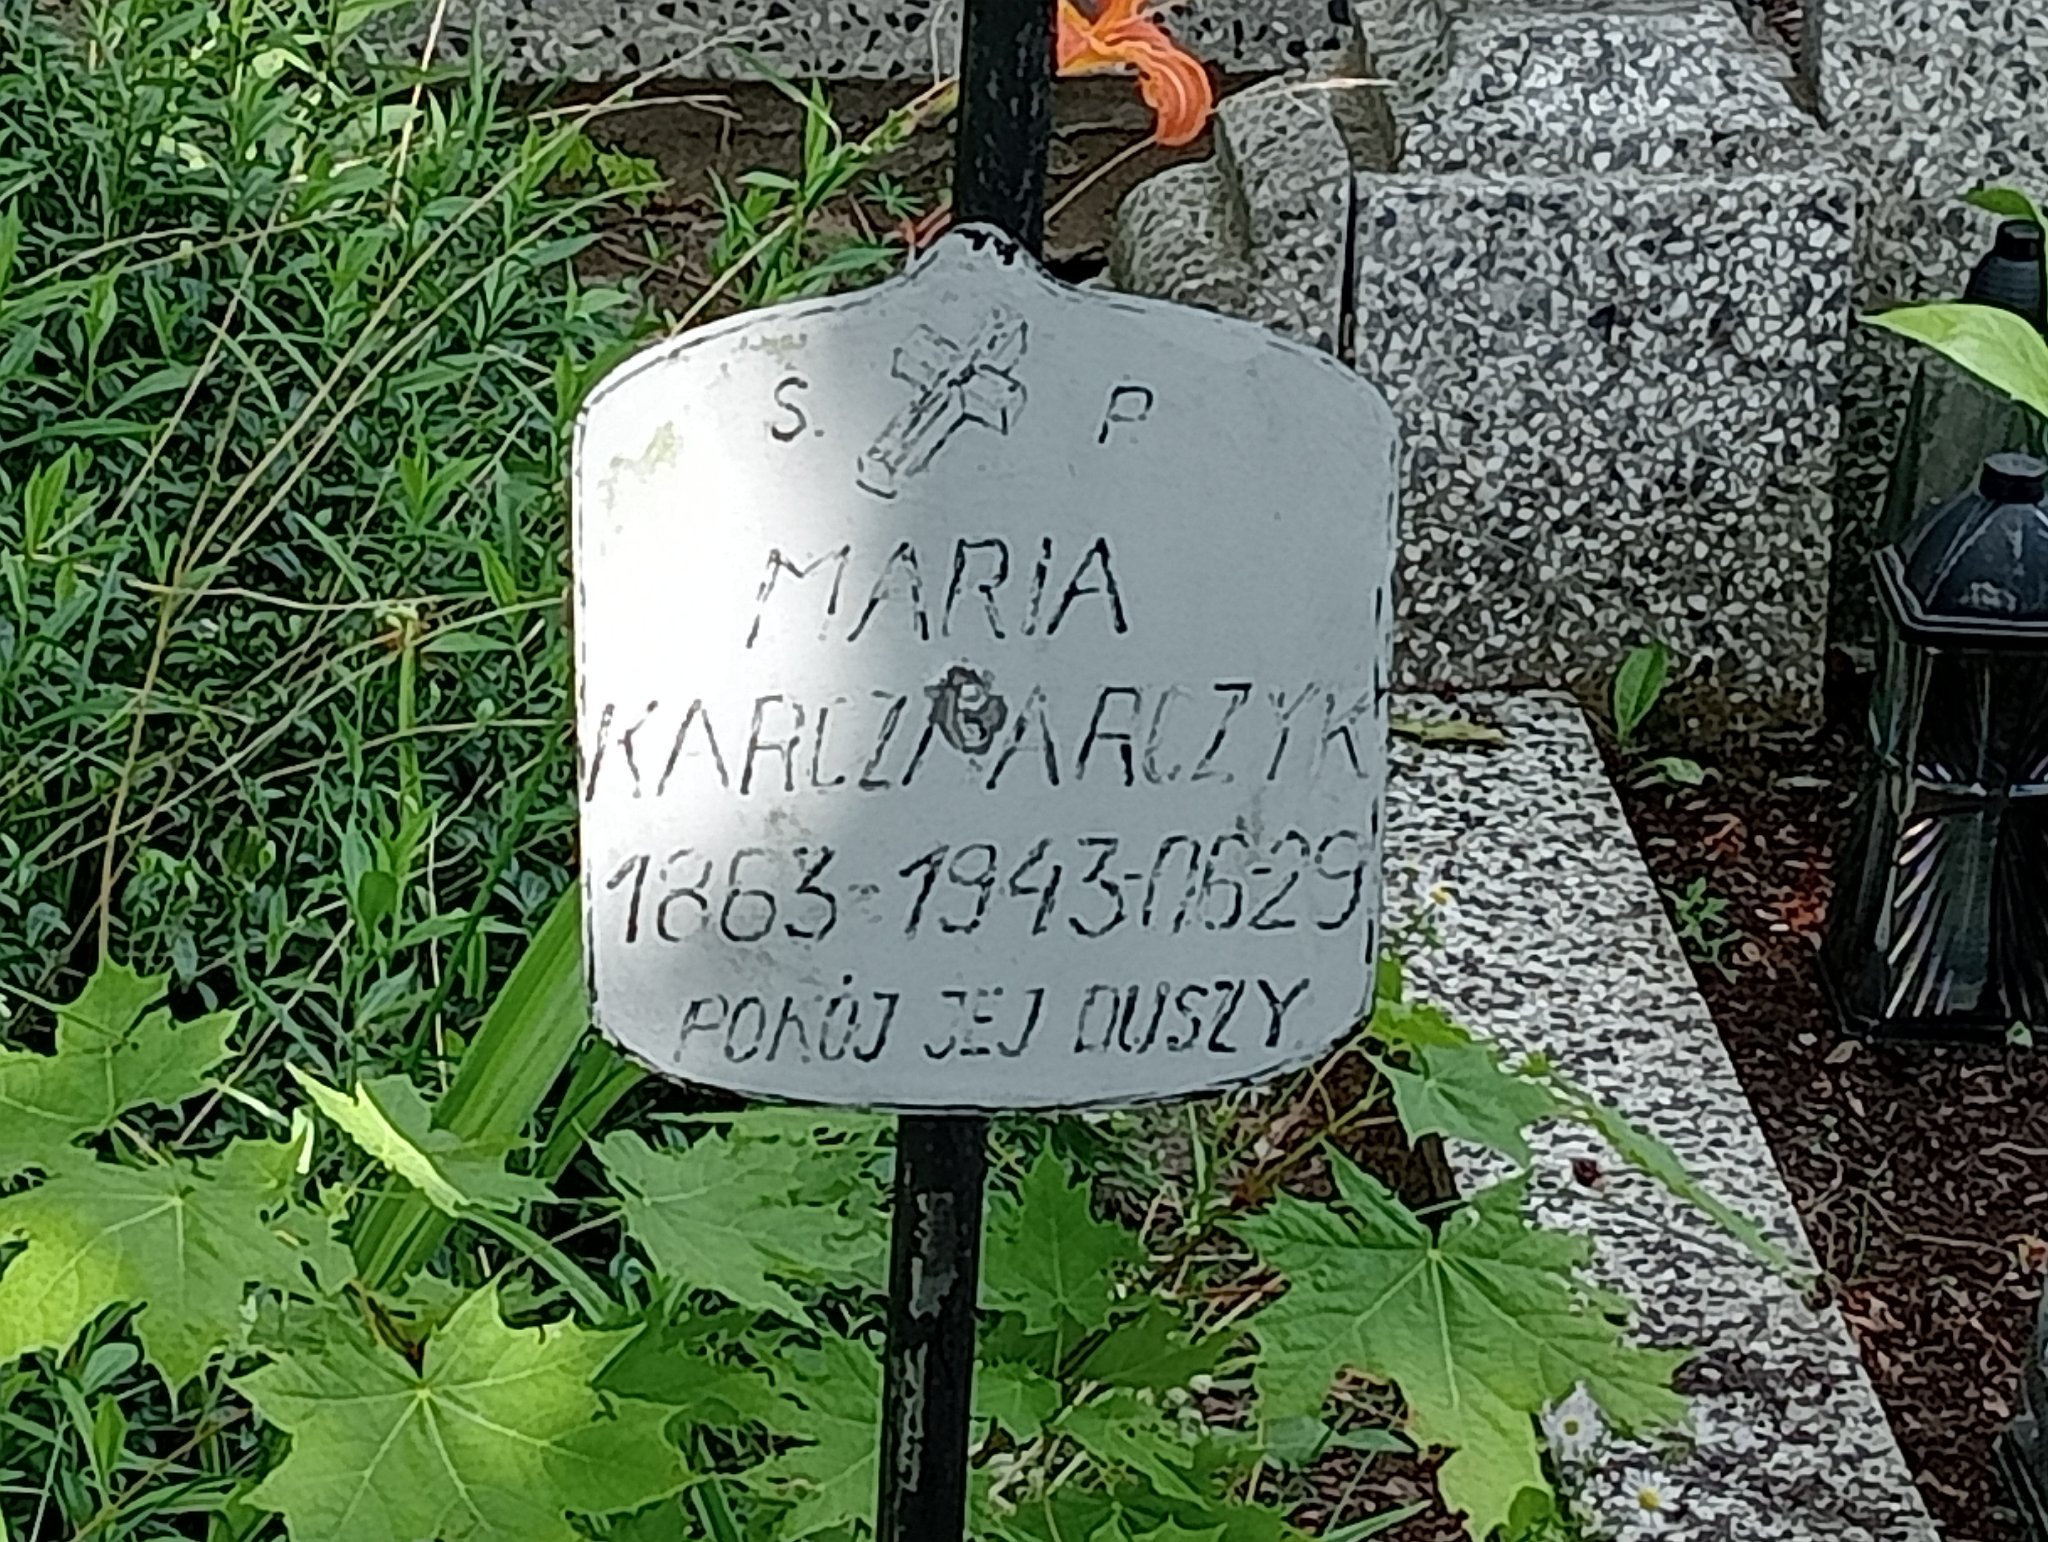 S. P.
MARIA
KARCZMARCZYK
1863-1943-06-29
POKÓJ JEJ DUSZY